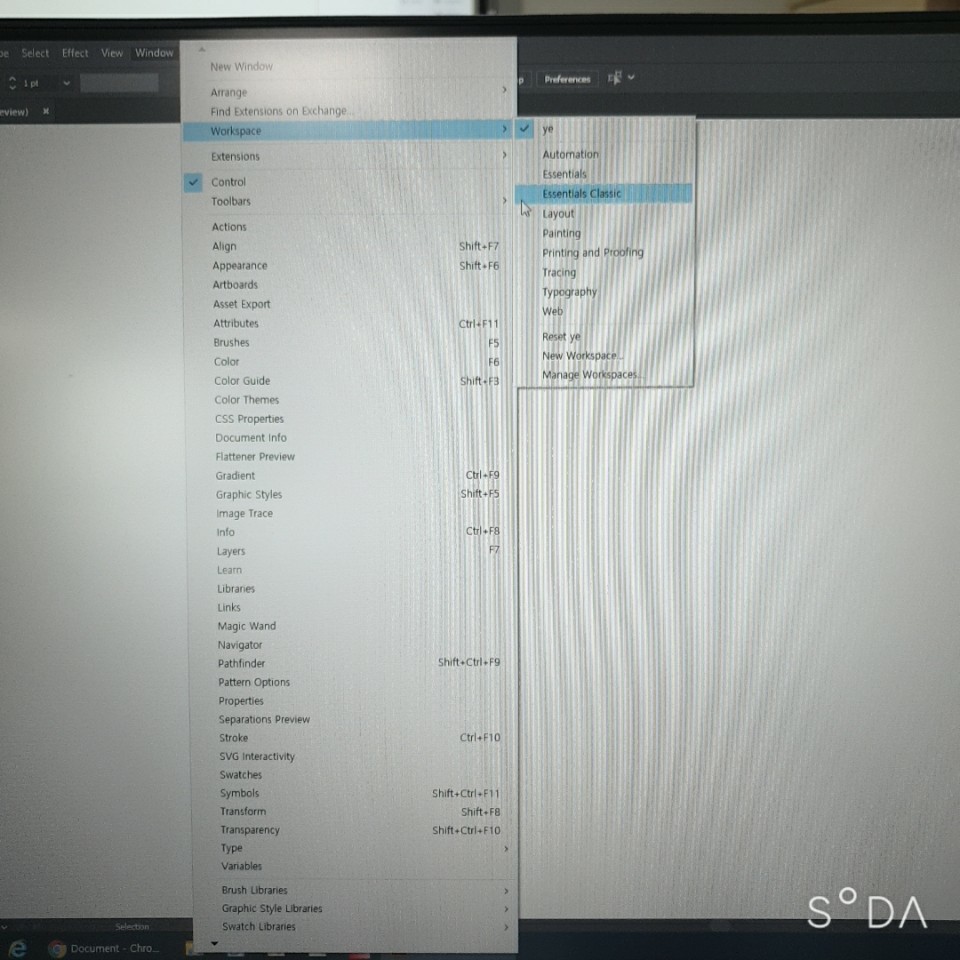 Select Effect View Window
1 pt
Preferences
eview) ×
New Window
Arrange
Find Extensions on Exchange...
Workspace
Extensions
Control
Toolbars
Actions
Align Shift+F7
Appearance Shift+F6
Artboards
Asset Export
Attributes Ctrl+F11
Brushes F5
Color F6
Color Guide Shift+F3
Color Themes
CSS Properties
Document Info
Flattener Preview
Gradient Ctrl+F9
Graphic Styles Shift+F5
Image Trace
Info Ctrl+F8
Layers F7
Learn
Libraries
Links
Magic Wand
Navigator
Pathfinder Shift+Ctrl+F9
Pattern Options
Properties
Separations Preview
Stroke Ctrl+F10
SVG Interactivity
Swatches
Symbols Shift+Ctrl+F11
Transform Shift+F8
Transparency Shift+Ctrl+F10
Type
Variables
Brush Libraries
Graphic Style Libraries
Swatch Libraries
ye
Automation
Essentials
Essentials Classic
Layout
Painting
Printing and Proofing
Tracing
Typography
Web
Reset ye
New Workspace...
Manage Workspaces...
Selection
Document - Chro...
SODA